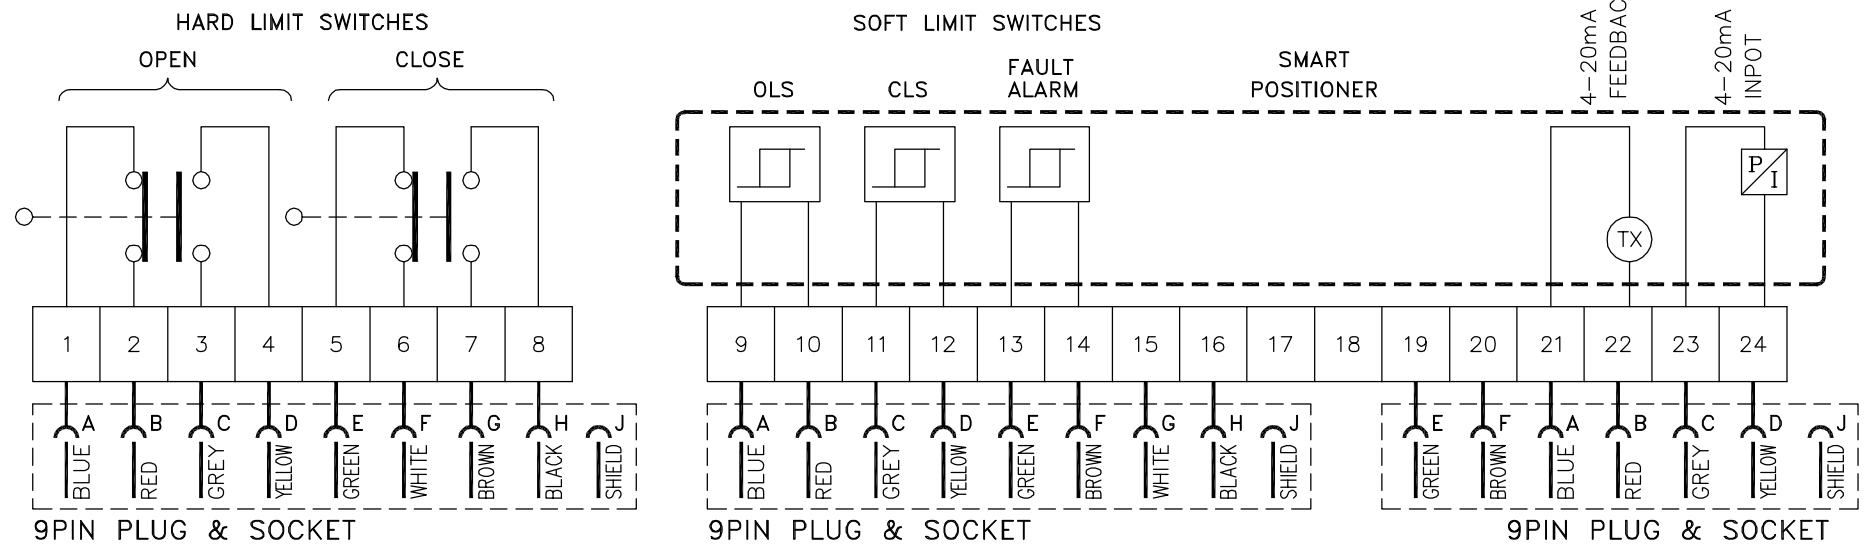 HARD LIMIT SWITCHES
OPEN CLOSE
SOFT LIMIT SWITCHES
OLS CLS
FAULT
ALARM
SMART
POSITIONER
4-20mA
FEEDBAC
4-20mA
INPOT
P/I
TX
1 2 3 4 5 6 7 8
9 10 11 12 13 14 15 16 17 18 19 20 21 22 23 24
A B C D E F G H J
BLUE RED GREY YELLOW GREEN WHITE BROWN BLACK SHIELD
9PIN PLUG & SOCKET
A B C D E F G H J
BLUE RED GREY YELLOW GREEN BROWN WHITE BLACK SHIELD
9PIN PLUG & SOCKET
E F A B C D J
GREEN BROWN BLUE RED GREY YELLOW SHIELD
9PIN PLUG & SOCKET